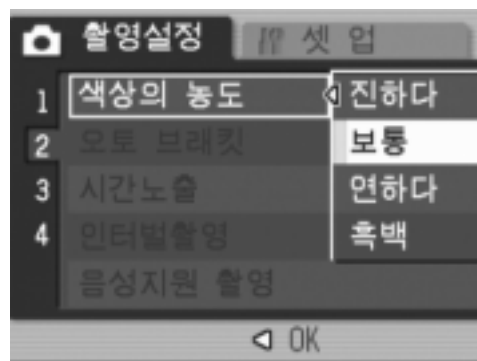 촬영설정 셋 업
1 색상의 농도 진하다
2 오토 브래킷 보통
3 시간노출 연하다
4 인터벌촬영 흑백
음성지원 촬영
OK